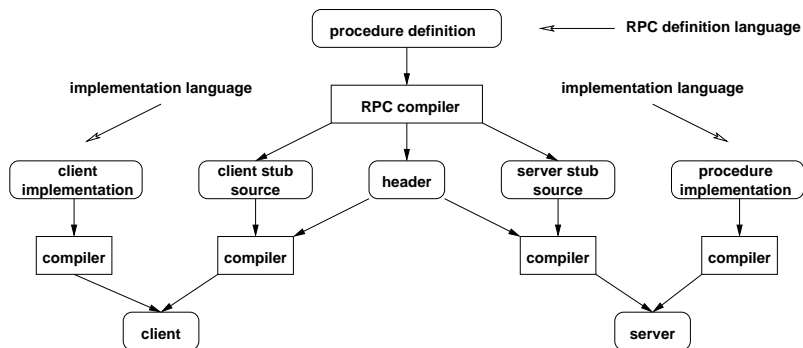 procedure definition
RPC definition language
implementation language
implementation language
RPC compiler
client
implementation
client stub
source
header
server stub
source
procedure
implementation
compiler
compiler
compiler
compiler
client
server